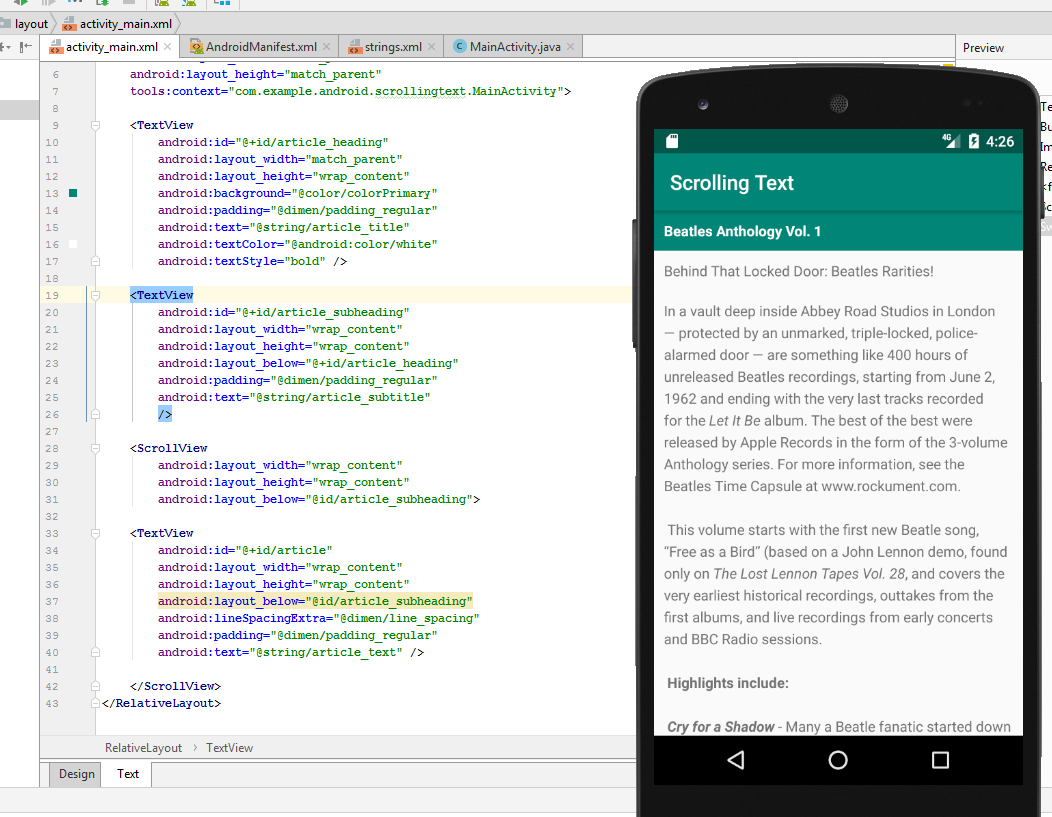 layout activity_main.xml
activity_main.xml AndroidManifest.xml strings.xml C MainActivity.java Preview
6 android:layout_height="match_parent"
7 tools:context="com.example.android.scrollingtext.MainActivity">
8
9 <TextView
10 android:id="@+id/article_heading"
11 android:layout_width="match_parent"
12 android:layout_height="wrap_content"
13 android:background="@color/colorPrimary"
14 android:padding="@dimen/padding_regular"
15 android:text="@string/article_title"
16 android:textColor="@android:color/white"
17 android:textStyle="bold" />
18
19 <TextView
20 android:id="@+id/article_subheading"
21 android:layout_width="wrap_content"
22 android:layout_height="wrap_content"
23 android:layout_below="@+id/article_heading"
24 android:padding="@dimen/padding_regular"
25 android:text="@string/article_subtitle"
26 />
27
28 <ScrollView
29 android:layout_width="wrap_content"
30 android:layout_height="wrap_content"
31 android:layout_below="@id/article_subheading">
32
33 <TextView
34 android:id="@+id/article"
35 android:layout_width="wrap_content"
36 android:layout_height="wrap_content"
37 android:layout_below="@id/article_subheading"
38 android:lineSpacingExtra="@dimen/line_spacing"
39 android:padding="@dimen/padding_regular"
40 android:text="@string/article_text" />
41
42 </ScrollView>
43 </RelativeLayout>
RelativeLayout › TextView
Design Text
4G 4:26
Scrolling Text
Beatles Anthology Vol. 1
Behind That Locked Door: Beatles Rarities!
In a vault deep inside Abbey Road Studios in London
— protected by an unmarked, triple-locked, police-
alarmed door — are something like 400 hours of
unreleased Beatles recordings, starting from June 2,
1962 and ending with the very last tracks recorded
for the Let It Be album. The best of the best were
released by Apple Records in the form of the 3-volume
Anthology series. For more information, see the
Beatles Time Capsule at www.rockument.com.
This volume starts with the first new Beatle song,
“Free as a Bird” (based on a John Lennon demo, found
only on The Lost Lennon Tapes Vol. 28, and covers the
very earliest historical recordings, outtakes from the
first albums, and live recordings from early concerts
and BBC Radio sessions.
Highlights include:
Cry for a Shadow - Many a Beatle fanatic started down